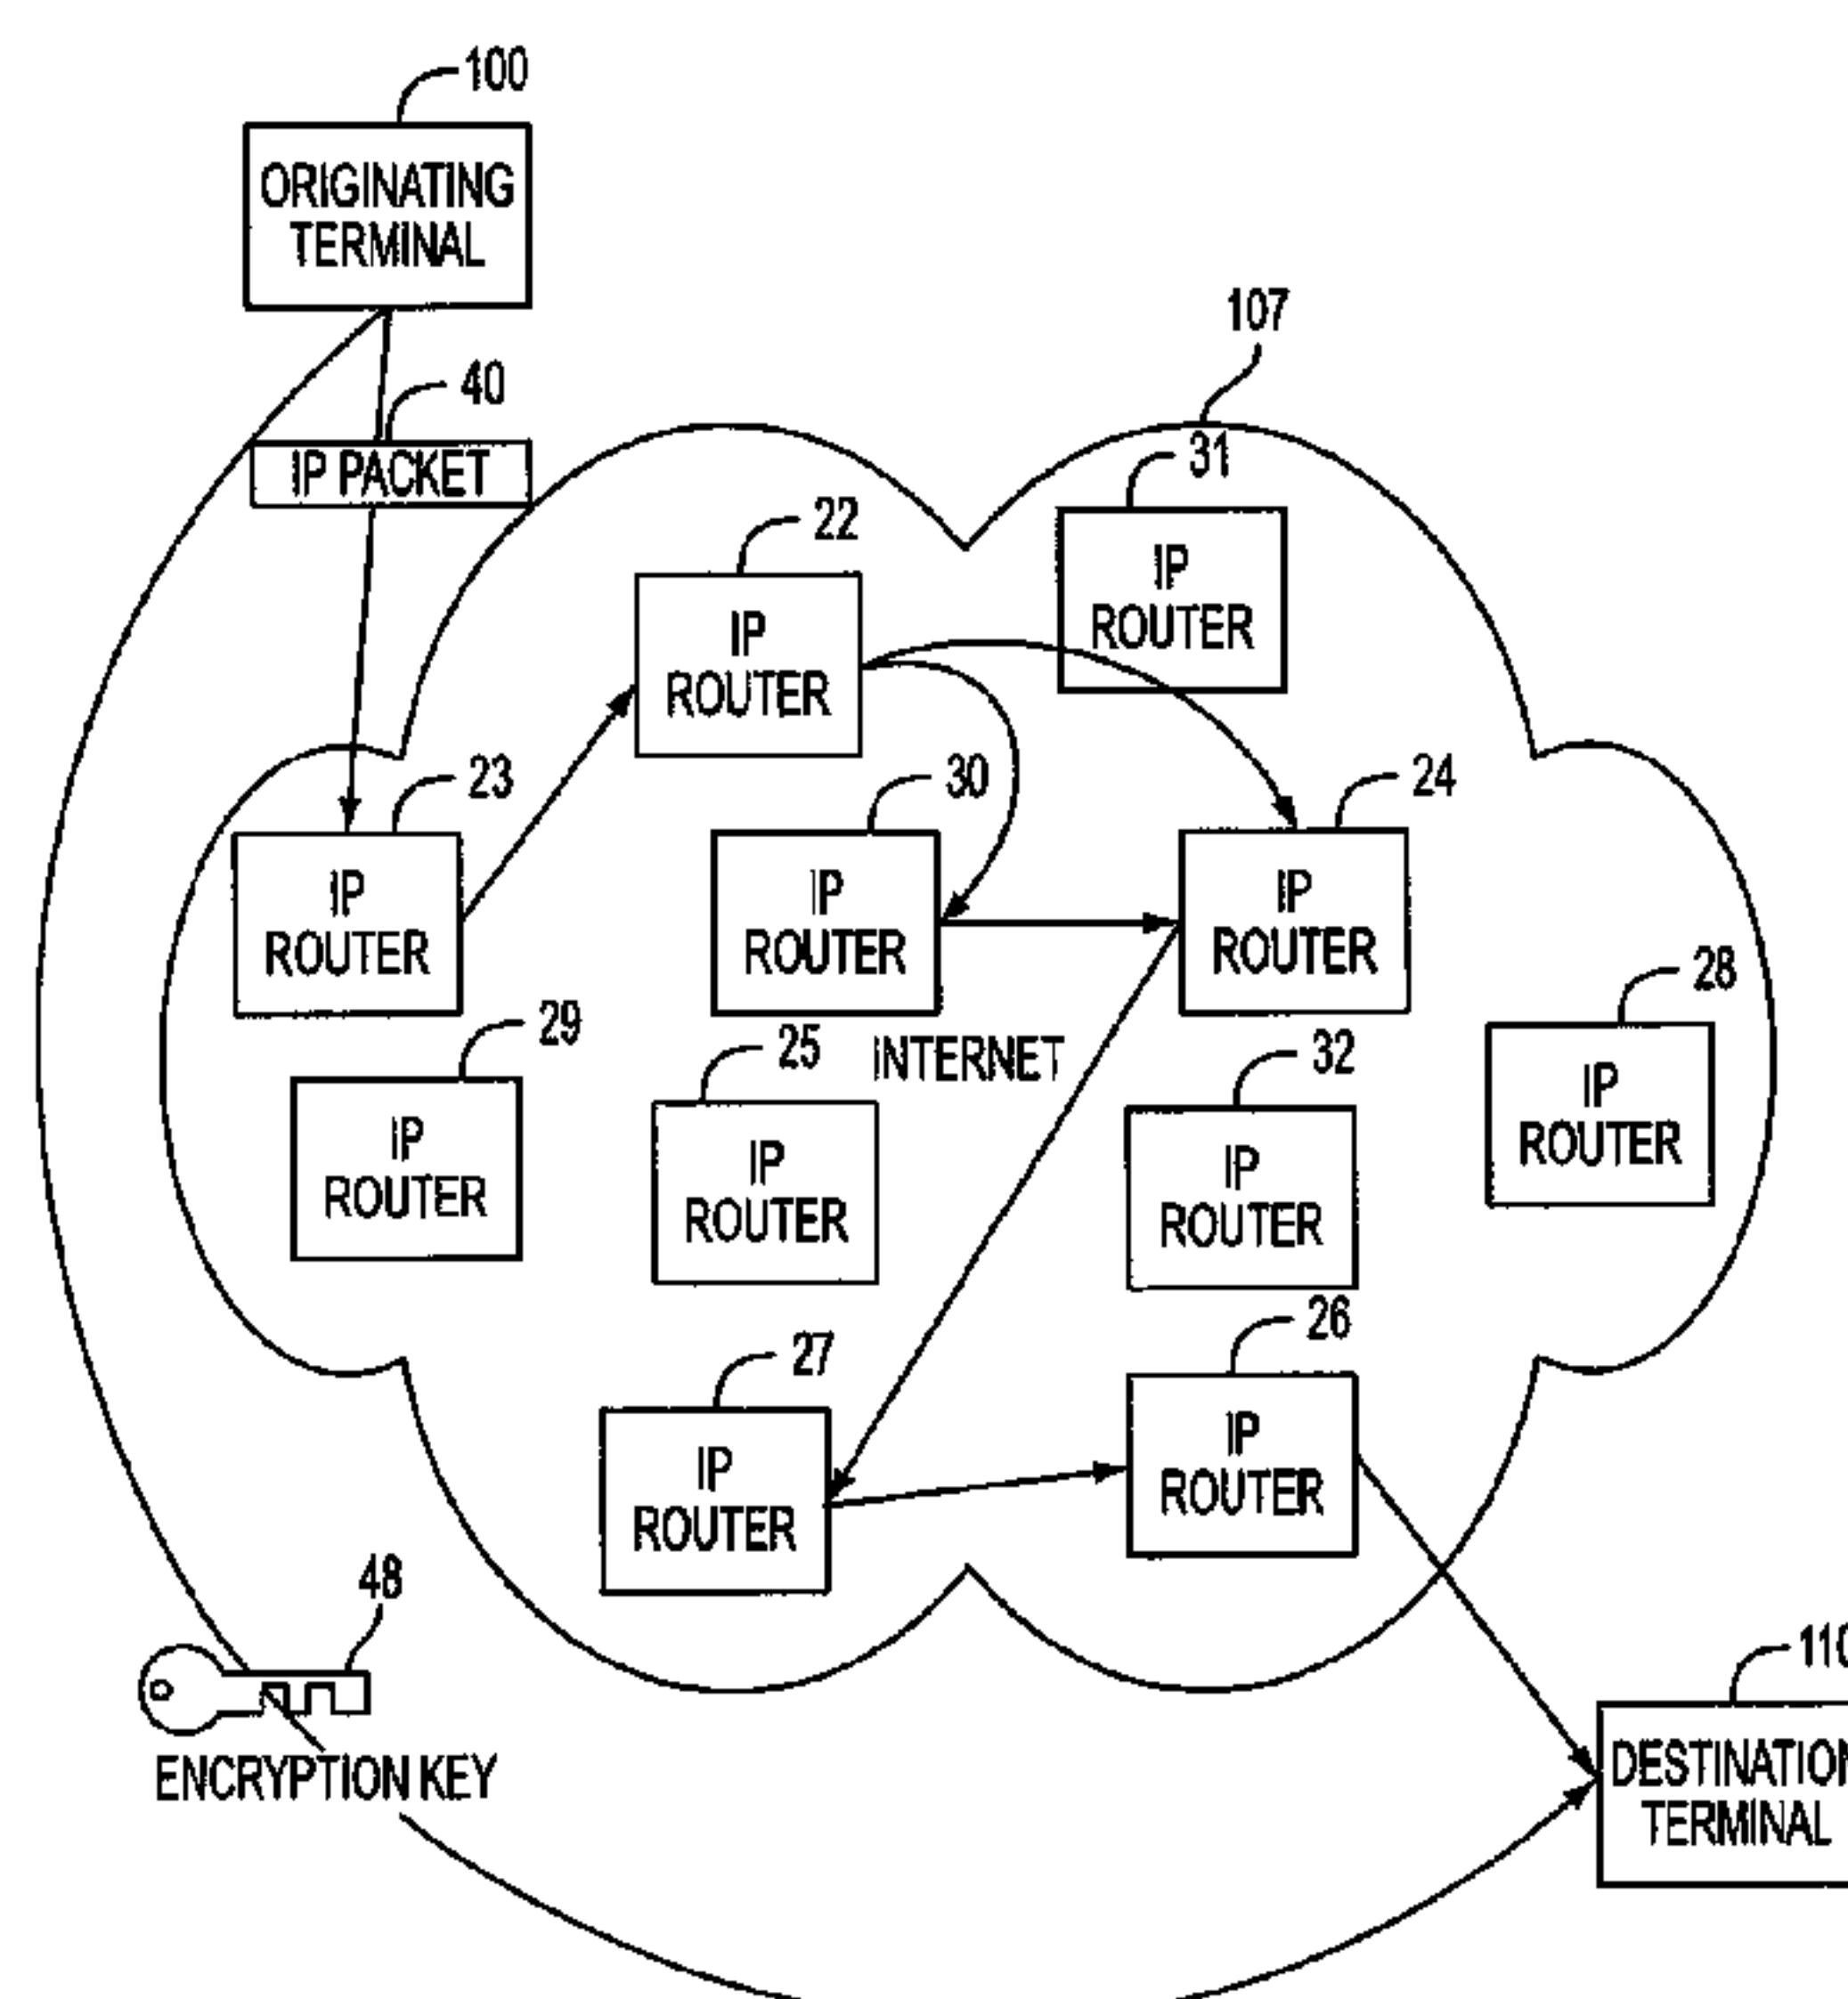 100
ORIGINATING
TERMINAL
107
40
IP PACKET
31
IP
ROUTER
22
IP
ROUTER
23
IP
ROUTER
30
IP
ROUTER
24
IP
ROUTER
28
IP
ROUTER
29
IP
ROUTER
25
IP
ROUTER
INTERNET
32
IP
ROUTER
27
IP
ROUTER
26
IP
ROUTER
48
ENCRYPTION KEY
110
DESTINATION
TERMINAL